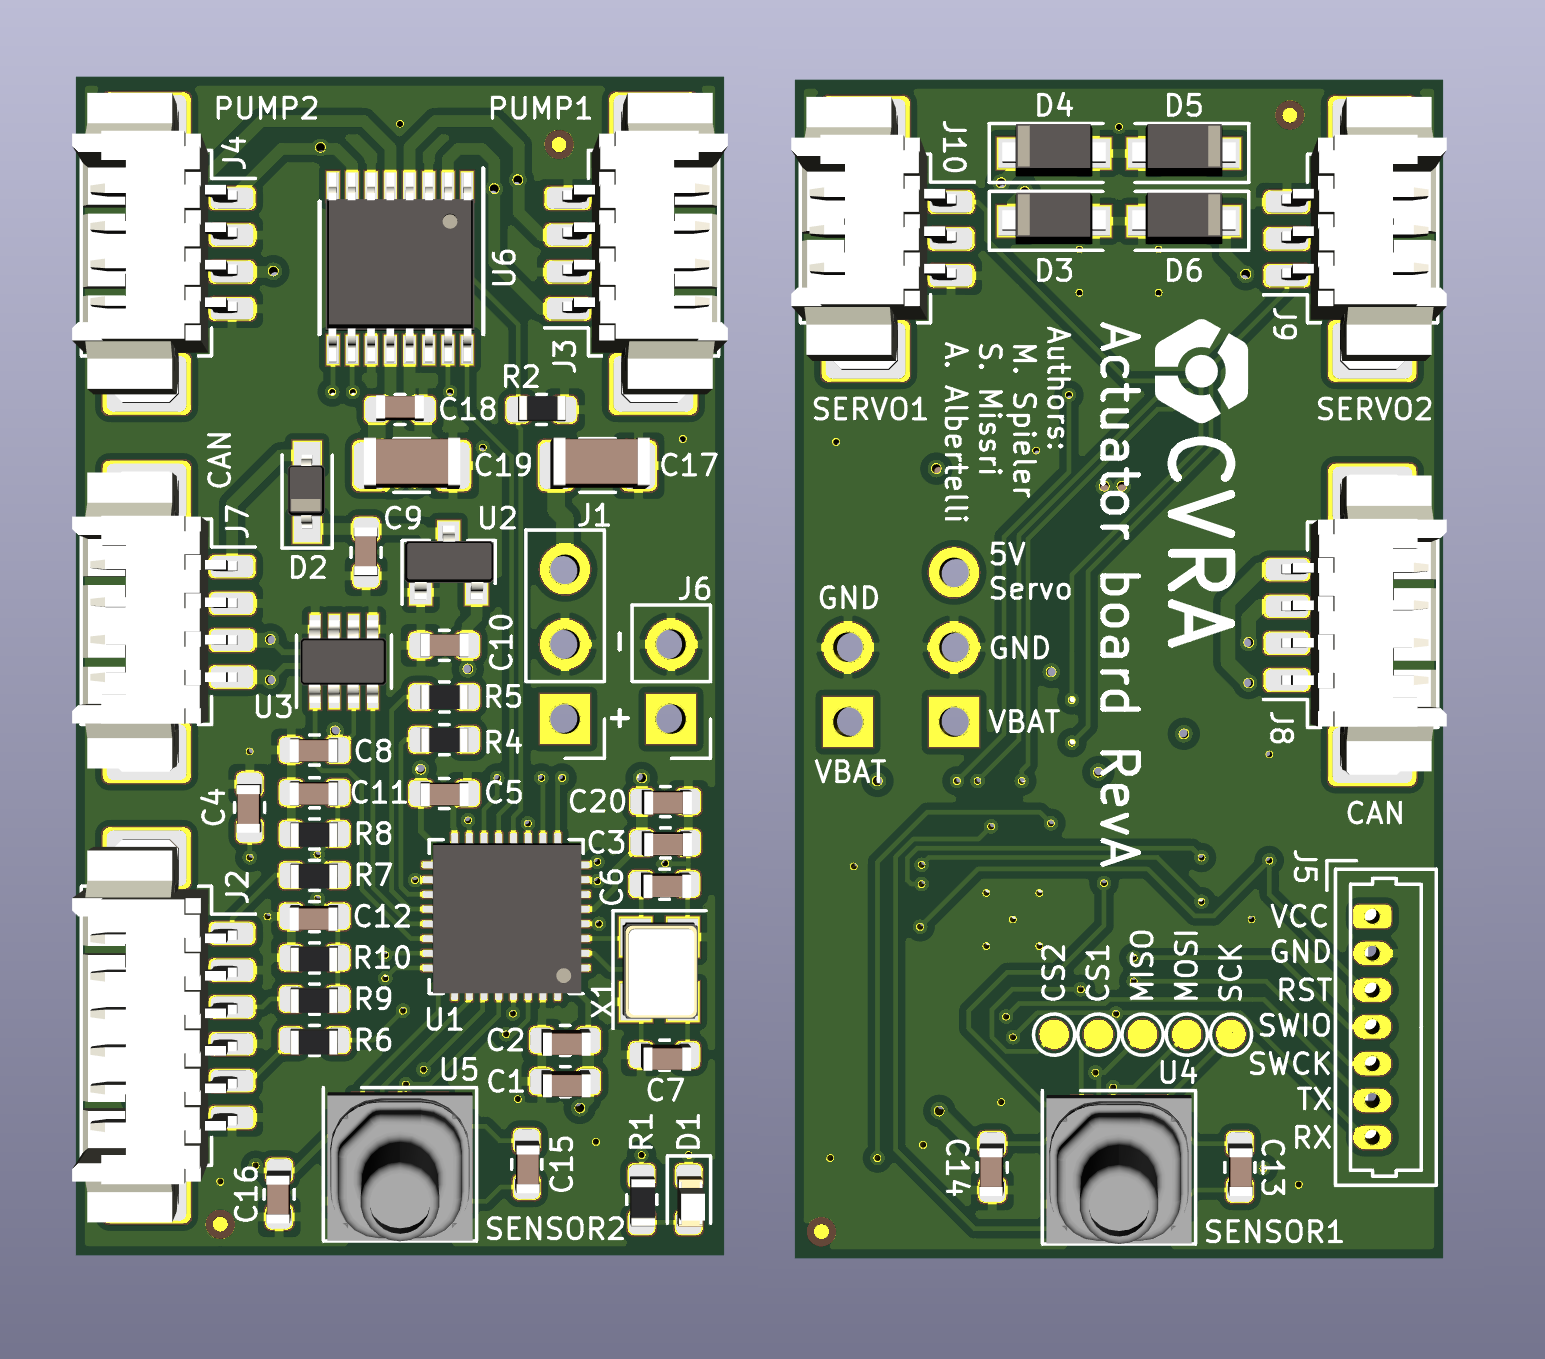 PUMP2
PUMP1
J4
U6
J3
R2
C18
CAN
C19
C17
J7
C9
U2
J1
D2
J6
C10
-
U3
R5
+
R4
C8
C11
C5
C20
C4
R8
C3
R7
C6
J2
C12
R10
X1
R9
U1
R6
C2
U5
C1
C7
R1
D1
C15
C16
SENSOR2
J10
D4
D5
D3
D6
J9
SERVO1
SERVO2
Authors:
M. Spieler
S. Missri
A. Albertelli
Actuator board RevA
CVRA
5V
Servo
GND
GND
VBAT
VBAT
J8
CAN
J5
VCC
GND
RST
SWIO
SWCK
TX
RX
CS2
CS1
MISO
MOSI
SCK
U4
C14
C13
SENSOR1